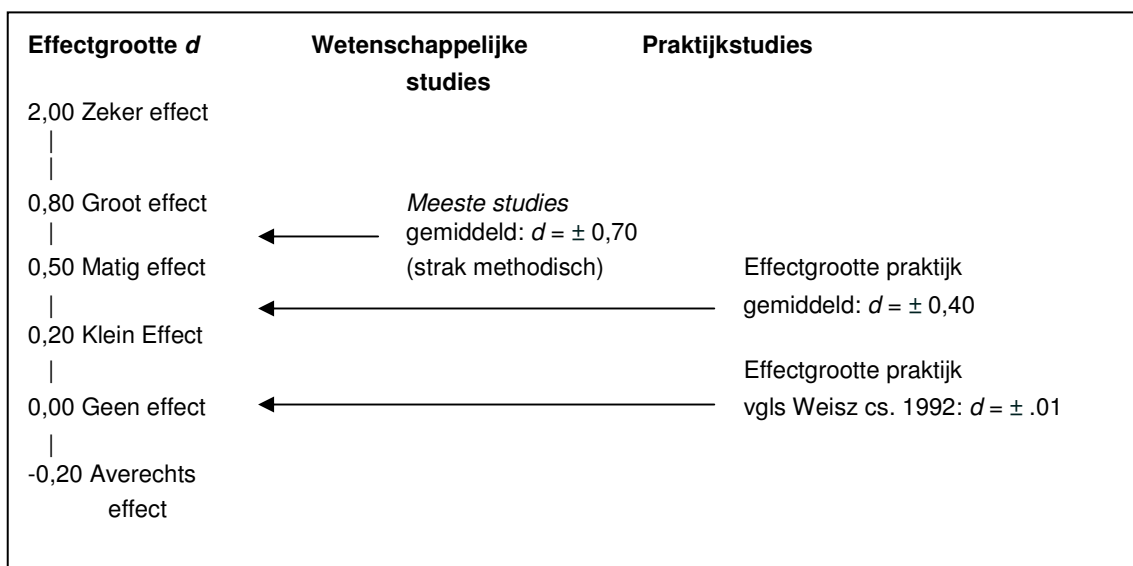 Effectgrootte d Wetenschappelijke studies Praktijkstudies
2,00 Zeker effect
|
|
0,80 Groot effect Meeste studies
| gemiddeld: d = ± 0,70
0,50 Matig effect (strak methodisch) Effectgrootte praktijk
| gemiddeld: d = ± 0,40
0,20 Klein Effect
| Effectgrootte praktijk
0,00 Geen effect vgls Weisz cs. 1992: d = ± .01
|
-0,20 Averechts
effect